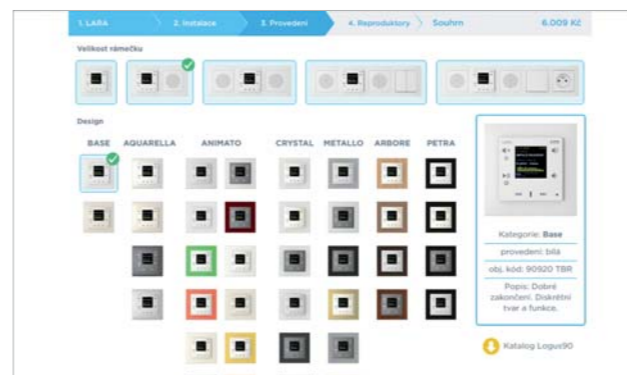 1. LARA
2. Instalace
3. Provedení
4. Reproduktory
Souhrn
6.009 Kč
Velikost rámečku
Design
BASE
AQUARELLA
ANIMATO
CRYSTAL
METALLO
ARBORE
PETRA
Kategorie: Base
provedení: bílá
obj. kód: 90920 TBR
Popis: Dobré
zakončení. Diskrétní
tvar a funkce.
Katalog Logus90